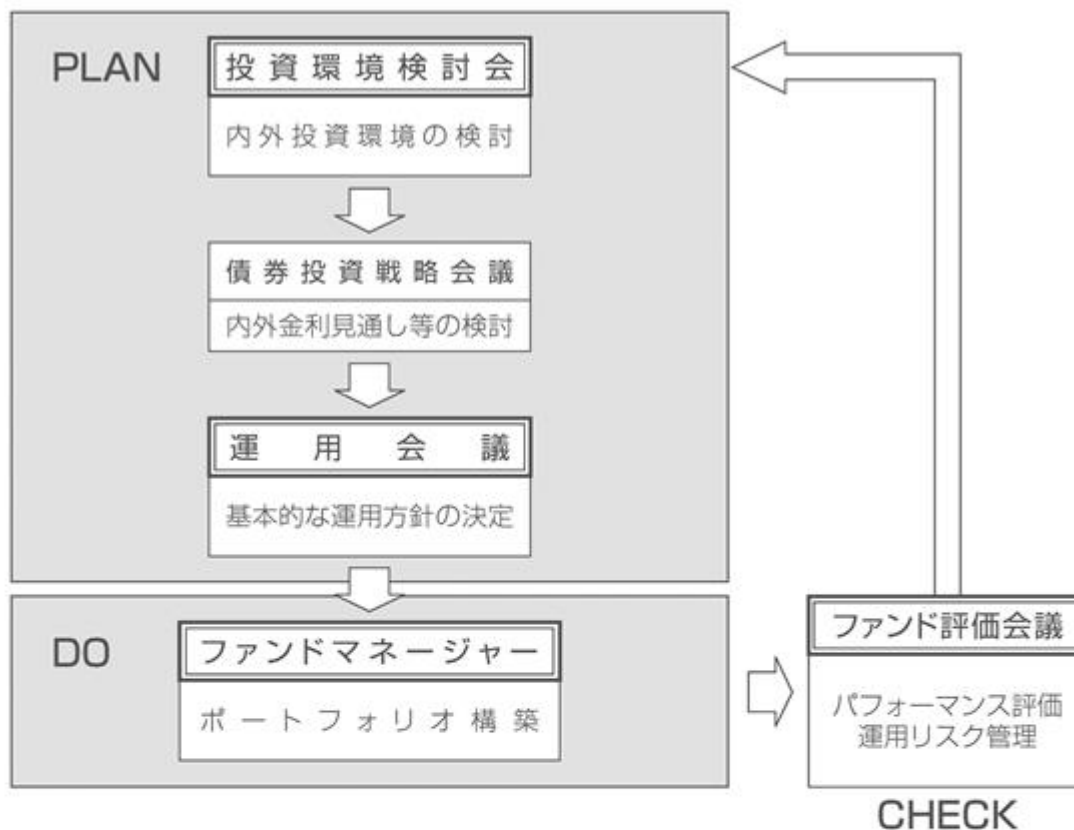 PLAN
投資環境検討会
内外投資環境の検討
債券投資戦略会議
内外金利見通し等の検討
運用会議
基本的な運用方針の決定
DO
ファンドマネージャー
ポートフォリオ構築
ファンド評価会議
パフォーマンス評価
運用リスク管理
CHECK